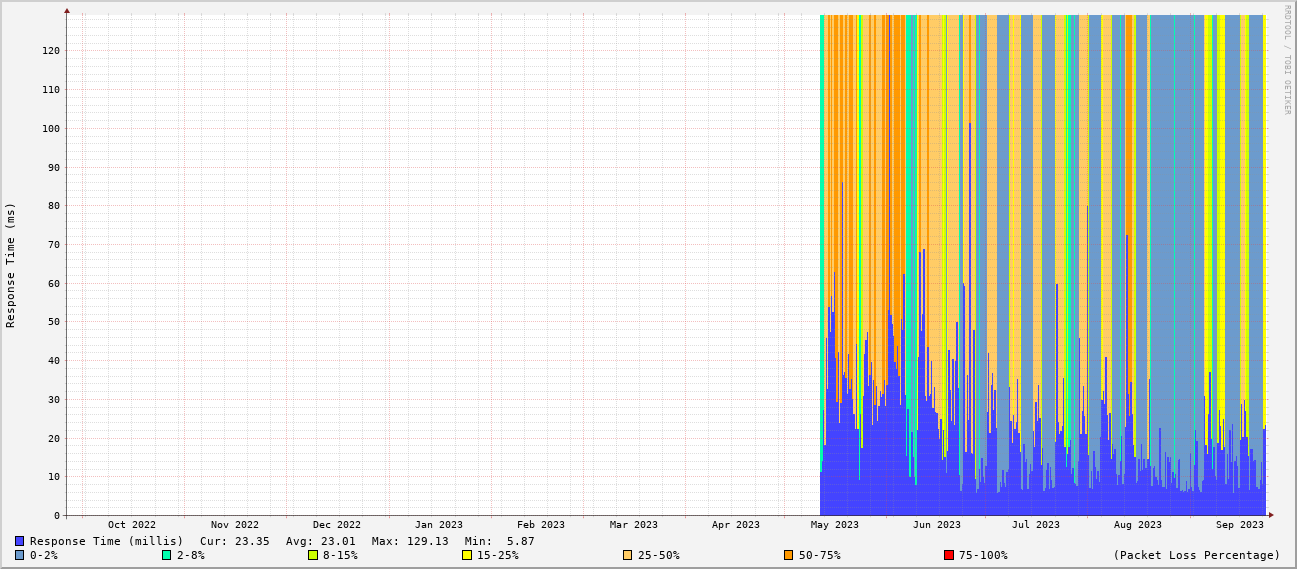 RRDTOOL / TOBI OETIKER
Response Time (ms)
120
110
100
90
80
70
60
50
40
30
20
10
0
Oct 2022 Nov 2022 Dec 2022 Jan 2023 Feb 2023 Mar 2023 Apr 2023 May 2023 Jun 2023 Jul 2023 Aug 2023 Sep 2023
Response Time (millis) Cur: 23.35 Avg: 23.01 Max: 129.13 Min: 5.87
0-2% 2-8% 8-15% 15-25% 25-50% 50-75% 75-100% (Packet Loss Percentage)